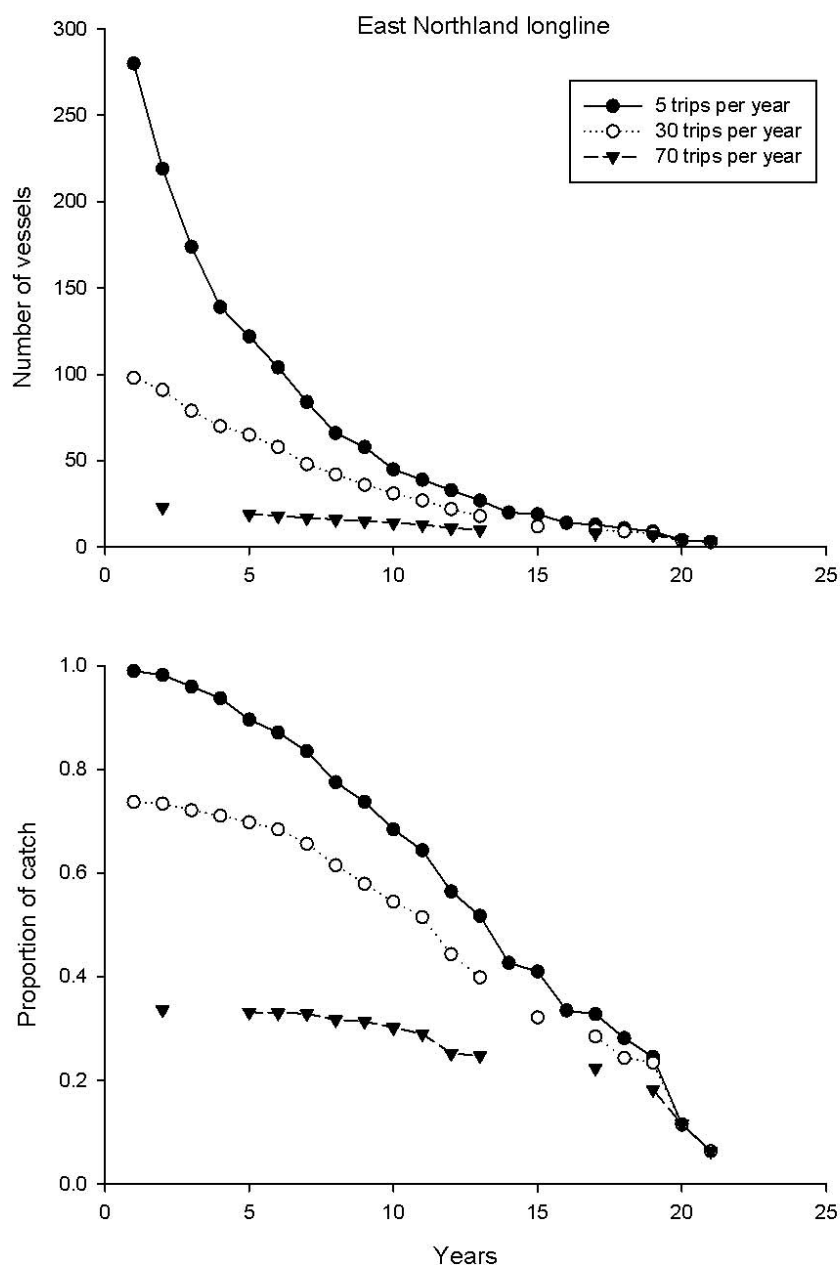 East Northland longline
300
250
200
150
100
50
0
Number of vessels
5 trips per year
30 trips per year
70 trips per year
0 5 10 15 20 25
1.0
0.8
0.6
0.4
0.2
0.0
Proportion of catch
0 5 10 15 20 25
Years